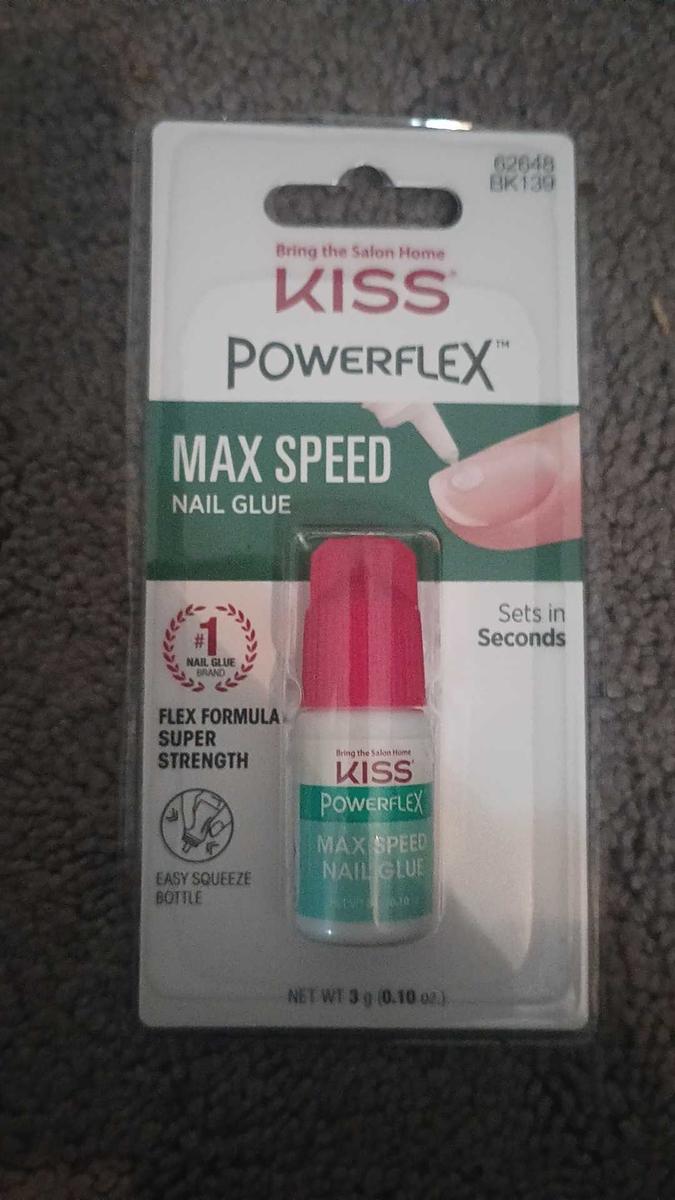 62648
BK139
Bring the Salon Home
KISS®
POWERFLEX™
MAX SPEED
NAIL GLUE
Sets in
Seconds
#1
NAIL GLUE
BRAND
FLEX FORMULA
SUPER
STRENGTH
EASY SQUEEZE
BOTTLE
Bring the Salon Home
KISS®
POWERFLEX
MAX SPEED
NAIL GLUE
NET WT 3 g (0.10 oz.)